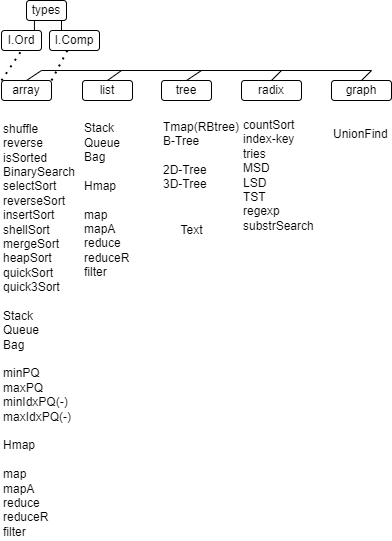 types
I.Ord
I.Comp
array
list
tree
radix
graph
shuffle
reverse
isSorted
BinarySearch
selectSort
reverseSort
insertSort
shellSort
mergeSort
heapSort
quickSort
quick3Sort
Stack
Queue
Bag
minPQ
maxPQ
minIdxPQ(-)
maxIdxPQ(-)
Hmap
map
mapA
reduce
reduceR
filter
Stack
Queue
Bag
Hmap
map
mapA
reduce
reduceR
filter
Tmap(RBtree)
B-Tree
2D-Tree
3D-Tree
Text
countSort
index-key
tries
MSD
LSD
TST
regexp
substrSearch
UnionFind